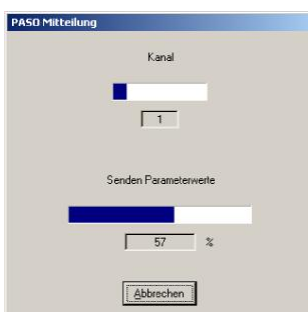 PASO Mitteilung
Kanal
1
Senden Parameterwerte
57 %
Abbrechen